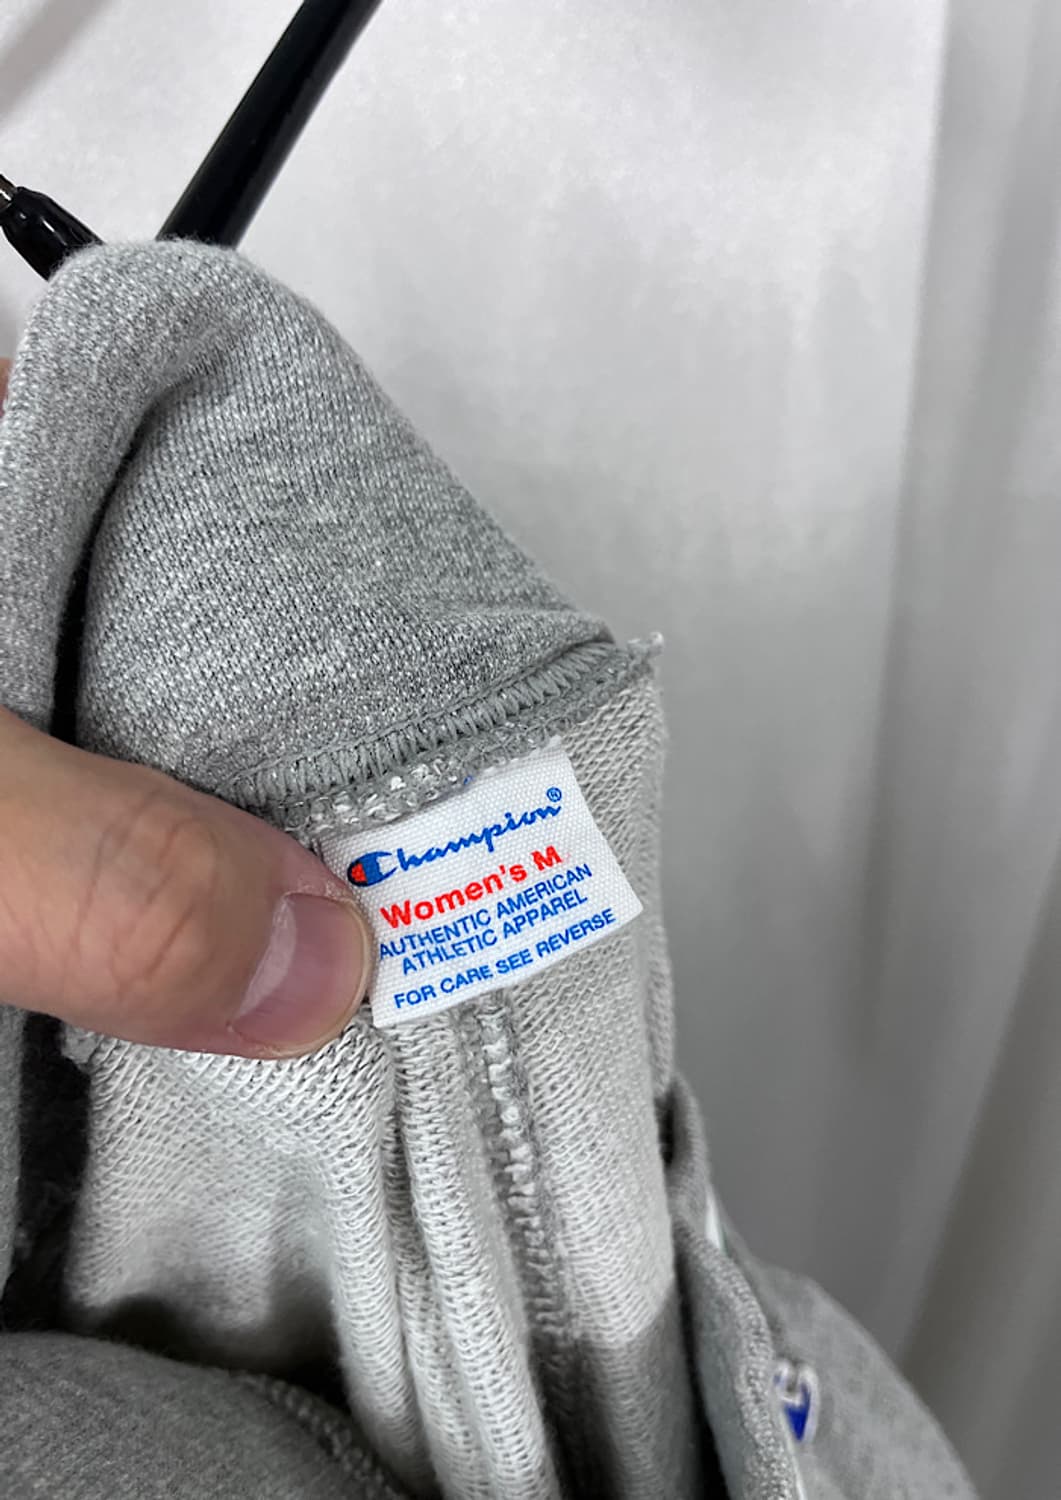 Champion®
Women's M
AUTHENTIC AMERICAN
ATHLETIC APPAREL
FOR CARE SEE REVERSE